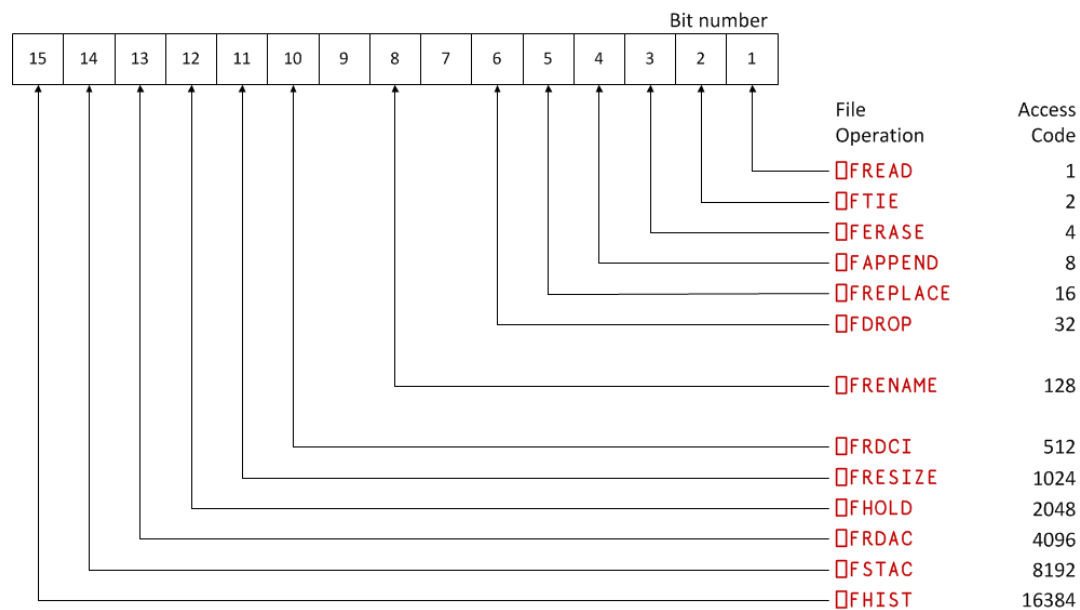 Bit number
15 14 13 12 11 10 9 8 7 6 5 4 3 2 1
File Access
Operation Code
⎕FREAD 1
⎕FTIE 2
⎕FERASE 4
⎕FAPPEND 8
⎕FREPLACE 16
⎕FDROP 32
⎕FRENAME 128
⎕FRDCI 512
⎕FRESIZE 1024
⎕FHOLD 2048
⎕FRDAC 4096
⎕FSTAC 8192
⎕FHIST 16384